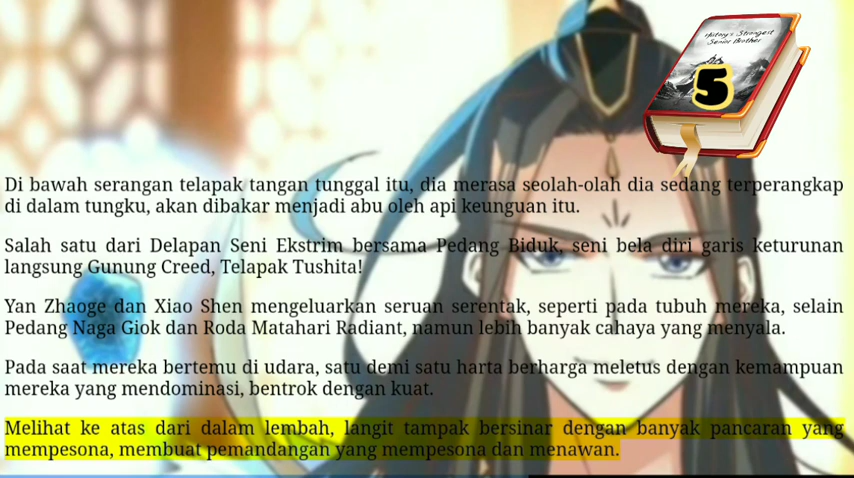 History's Strongest
Senior Brother
5
Di bawah serangan telapak tangan tunggal itu, dia merasa seolah-olah dia sedang terperangkap
di dalam tungku, akan dibakar menjadi abu oleh api keunguan itu.
Salah satu dari Delapan Seni Ekstrim bersama Pedang Biduk, seni bela diri garis keturunan
langsung Gunung Creed, Telapak Tushita!
Yan Zhaoge dan Xiao Shen mengeluarkan seruan serentak, seperti pada tubuh mereka, selain
Pedang Naga Giok dan Roda Matahari Radiant, namun lebih banyak cahaya yang menyala.
Pada saat mereka bertemu di udara, satu demi satu harta berharga meletus dengan kemampuan
mereka yang mendominasi, bentrok dengan kuat.
Melihat ke atas dari dalam lembah, langit tampak bersinar dengan banyak pancaran yang
mempesona, membuat pemandangan yang mempesona dan menawan.